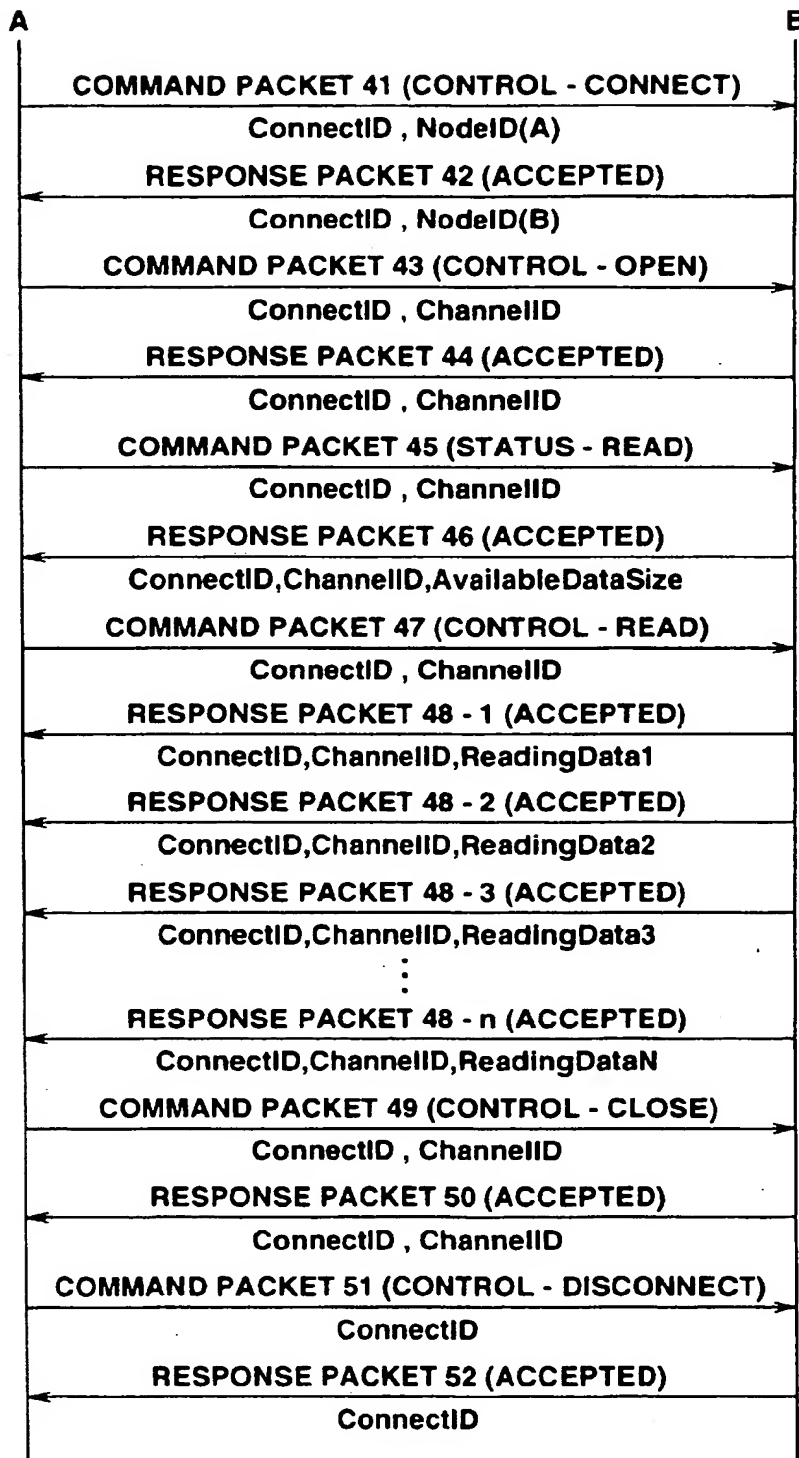 A B
COMMAND PACKET 41 (CONTROL - CONNECT)
ConnectID , NodeID(A)
RESPONSE PACKET 42 (ACCEPTED)
ConnectID , NodeID(B)
COMMAND PACKET 43 (CONTROL - OPEN)
ConnectID , ChannelID
RESPONSE PACKET 44 (ACCEPTED)
ConnectID , ChannelID
COMMAND PACKET 45 (STATUS - READ)
ConnectID , ChannelID
RESPONSE PACKET 46 (ACCEPTED)
ConnectID,ChannelID,AvailableDataSize
COMMAND PACKET 47 (CONTROL - READ)
ConnectID , ChannelID
RESPONSE PACKET 48 - 1 (ACCEPTED)
ConnectID,ChannelID,ReadingData1
RESPONSE PACKET 48 - 2 (ACCEPTED)
ConnectID,ChannelID,ReadingData2
RESPONSE PACKET 48 - 3 (ACCEPTED)
ConnectID,ChannelID,ReadingData3
⋮
RESPONSE PACKET 48 - n (ACCEPTED)
ConnectID,ChannelID,ReadingDataN
COMMAND PACKET 49 (CONTROL - CLOSE)
ConnectID , ChannelID
RESPONSE PACKET 50 (ACCEPTED)
ConnectID , ChannelID
COMMAND PACKET 51 (CONTROL - DISCONNECT)
ConnectID
RESPONSE PACKET 52 (ACCEPTED)
ConnectID